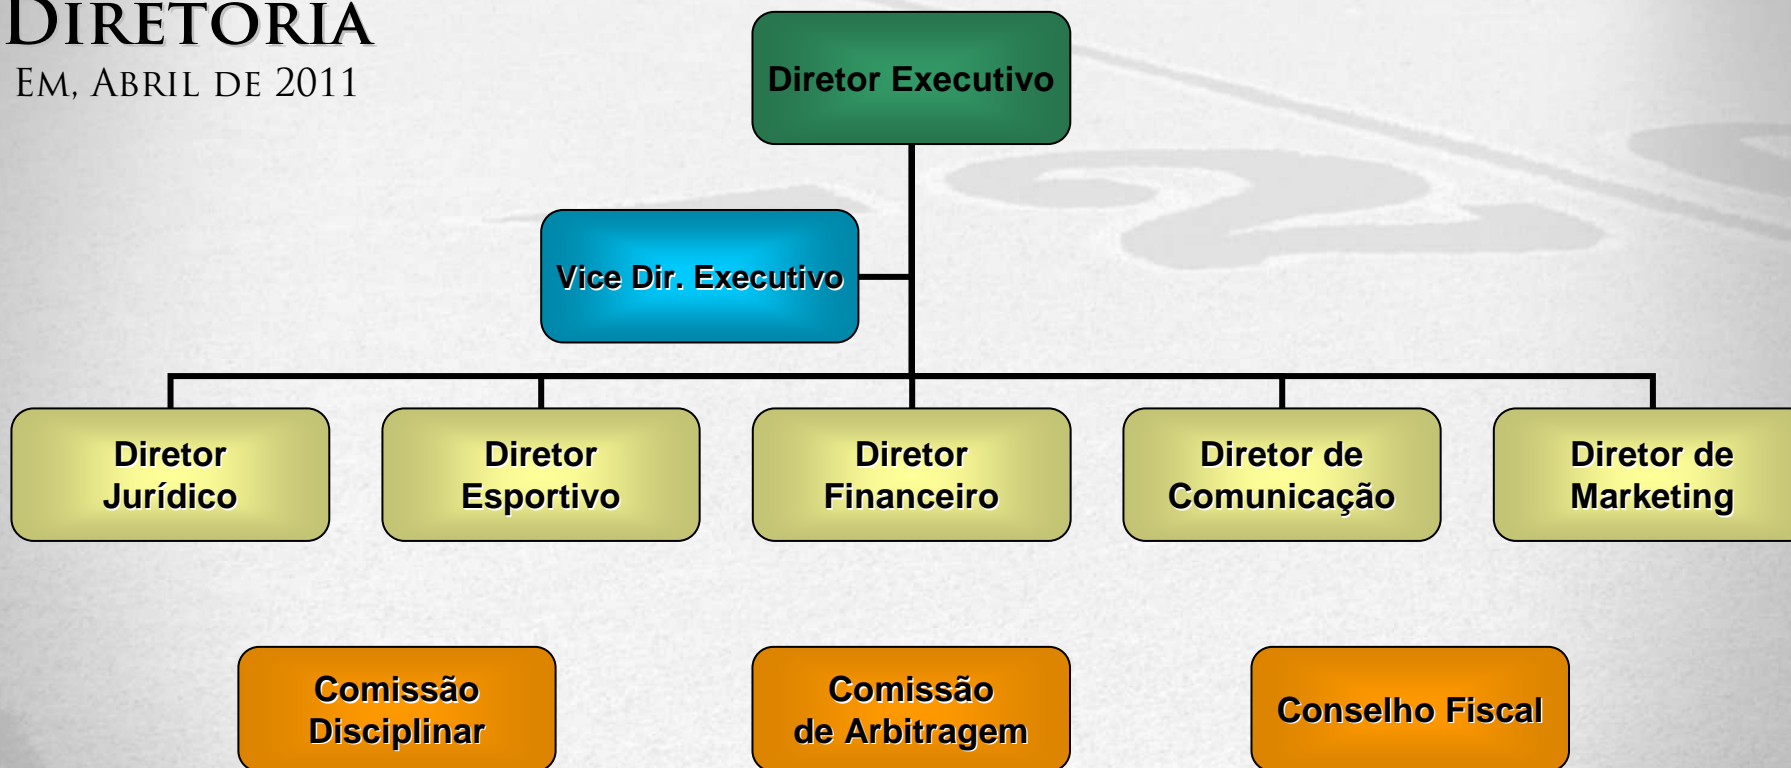 DIRETORIA
EM, ABRIL DE 2011
Diretor Executivo
Vice Dir. Executivo
Diretor
Jurídico
Diretor
Esportivo
Diretor
Financeiro
Diretor de
Comunicação
Diretor de
Marketing
Comissão
Disciplinar
Comissão
de Arbitragem
Conselho Fiscal